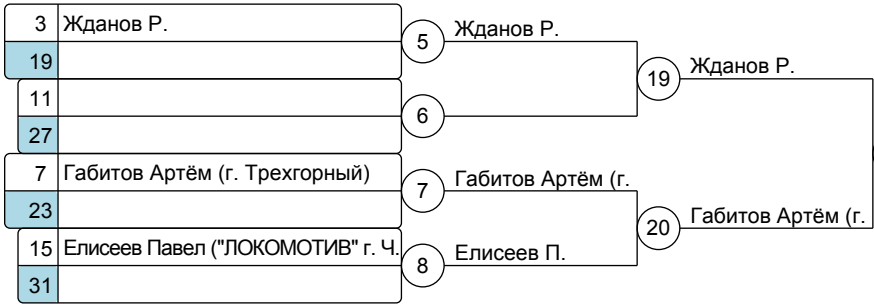 3 Жданов Р.
19
5 Жданов Р.
11
27
6
19 Жданов Р.
7 Габитов Артём (г. Трехгорный)
23
7 Габитов Артём (г.
15 Елисеев Павел ("ЛОКОМОТИВ" г. Ч.
31
8 Елисеев П.
20 Габитов Артём (г.